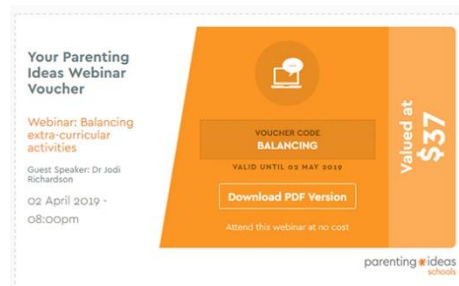 Your Parenting
Ideas Webinar
Voucher
Webinar: Balancing
extra-curricular
activities
Guest Speaker: Dr Jodi
Richardson
02 April 2019 -
08:00pm
VOUCHER CODE
BALANCING
VALID UNTIL 02 MAY 2019
Download PDF Version
Attend this webinar at no cost
Valued at
$37
parenting ideas
schools